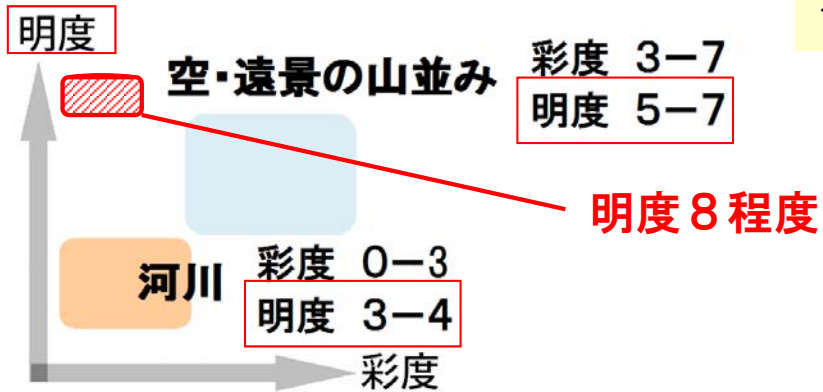 明度
空・遠景の山並み
彩度 3－7
明度 5－7
明度８程度
河川
彩度 0－3
明度 3－4
彩度